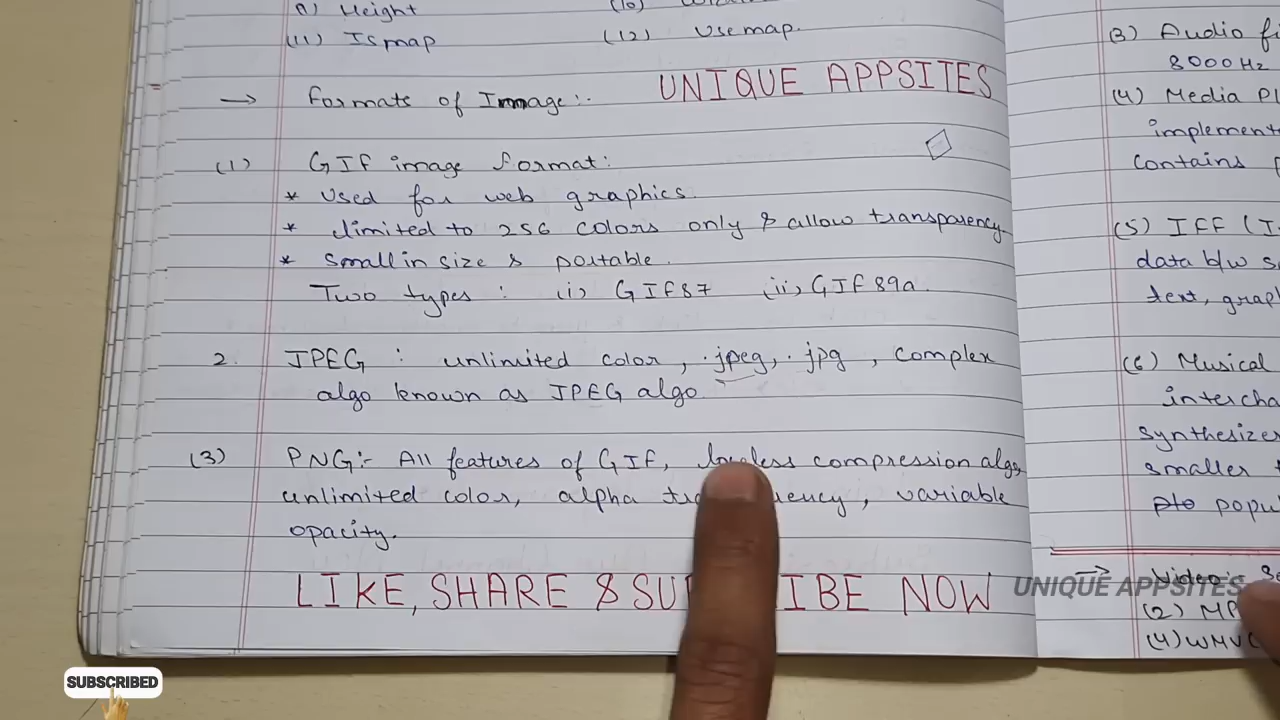 9) Height
(11) Ismap
(12) Usemap.
→ Formats of Image:-
UNIQUE APPSITES
(1) GIF image format:
* Used for web graphics.
* limited to 256 colors only & allow transparency
* Small in size & portable.
Two types : (i) GIF87 (ii) GIF89a.
2. JPEG : unlimited color, .jpeg, .jpg, complex
algo known as JPEG algo
(3) PNG:- All features of GIF, compression algo,
unlimited color, alpha, variable
opacity.
LIKE, SHARE & NOW
(3) Audio
8000Hz
(4) Media
implement
contains
(5) IFF
data b/w
text,
(6) Musical
intercha
synthesizer
smaller
popu
→ Video:
(2) MP
(4) WMV
UNIQUE APPSITES
SUBSCRIBED